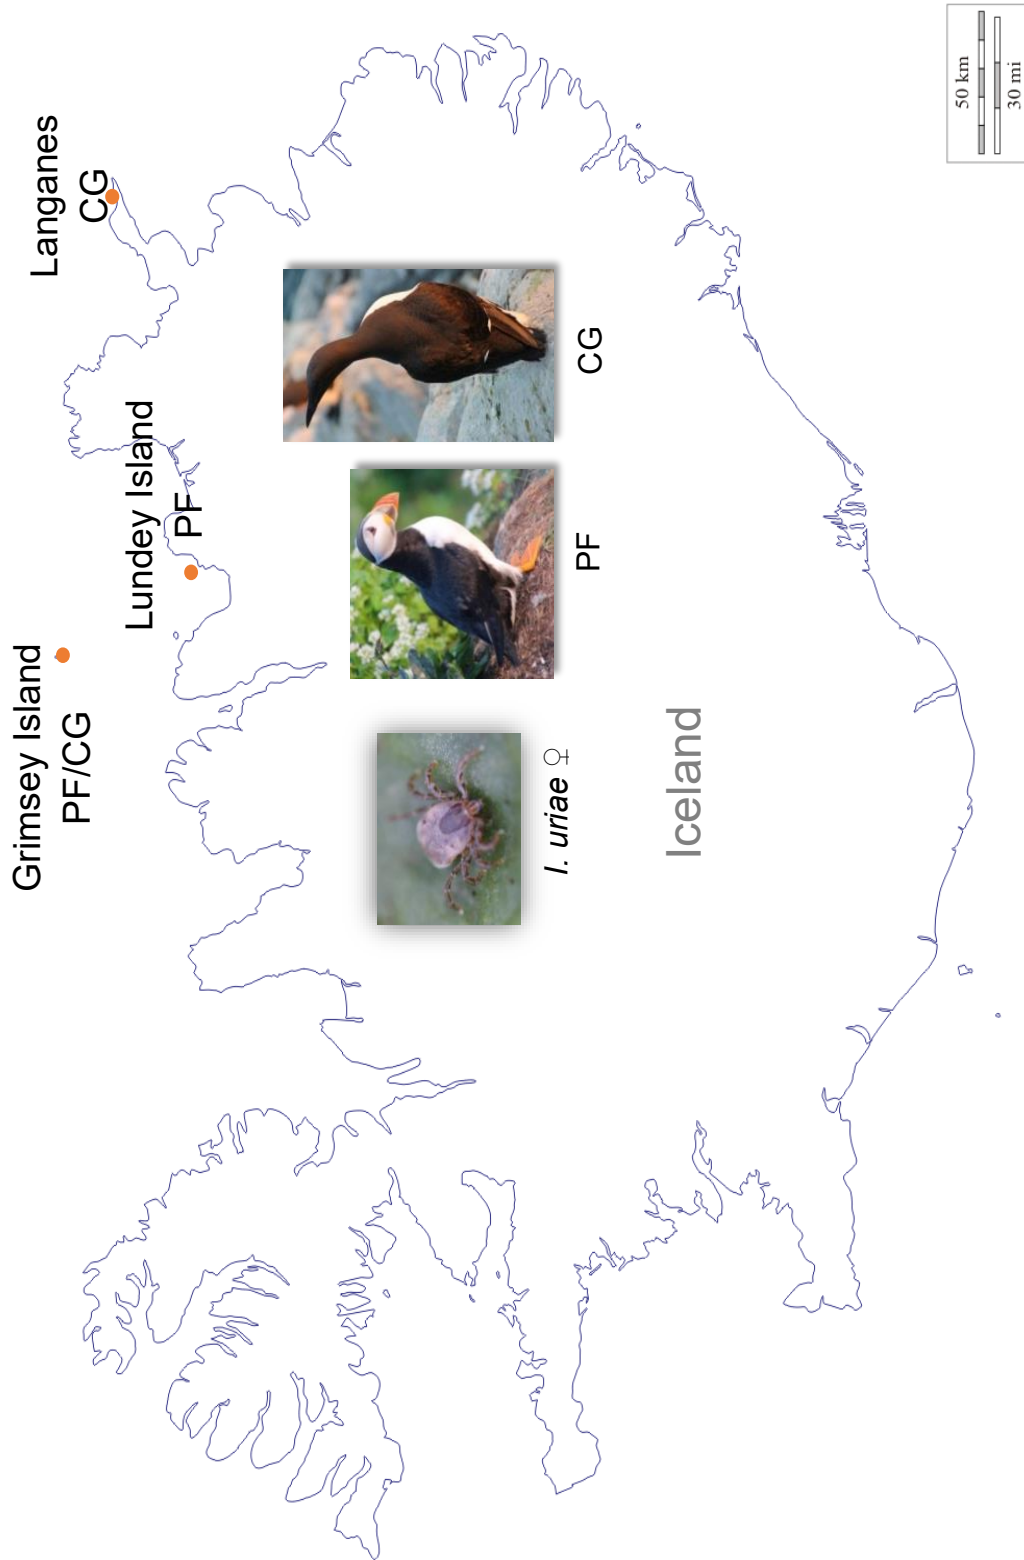 Grimsey Island
PF/CG
Lundey Island
PF
Langanes
CG
I. uriae ♀
PF
CG
Iceland
50 km
30 mi